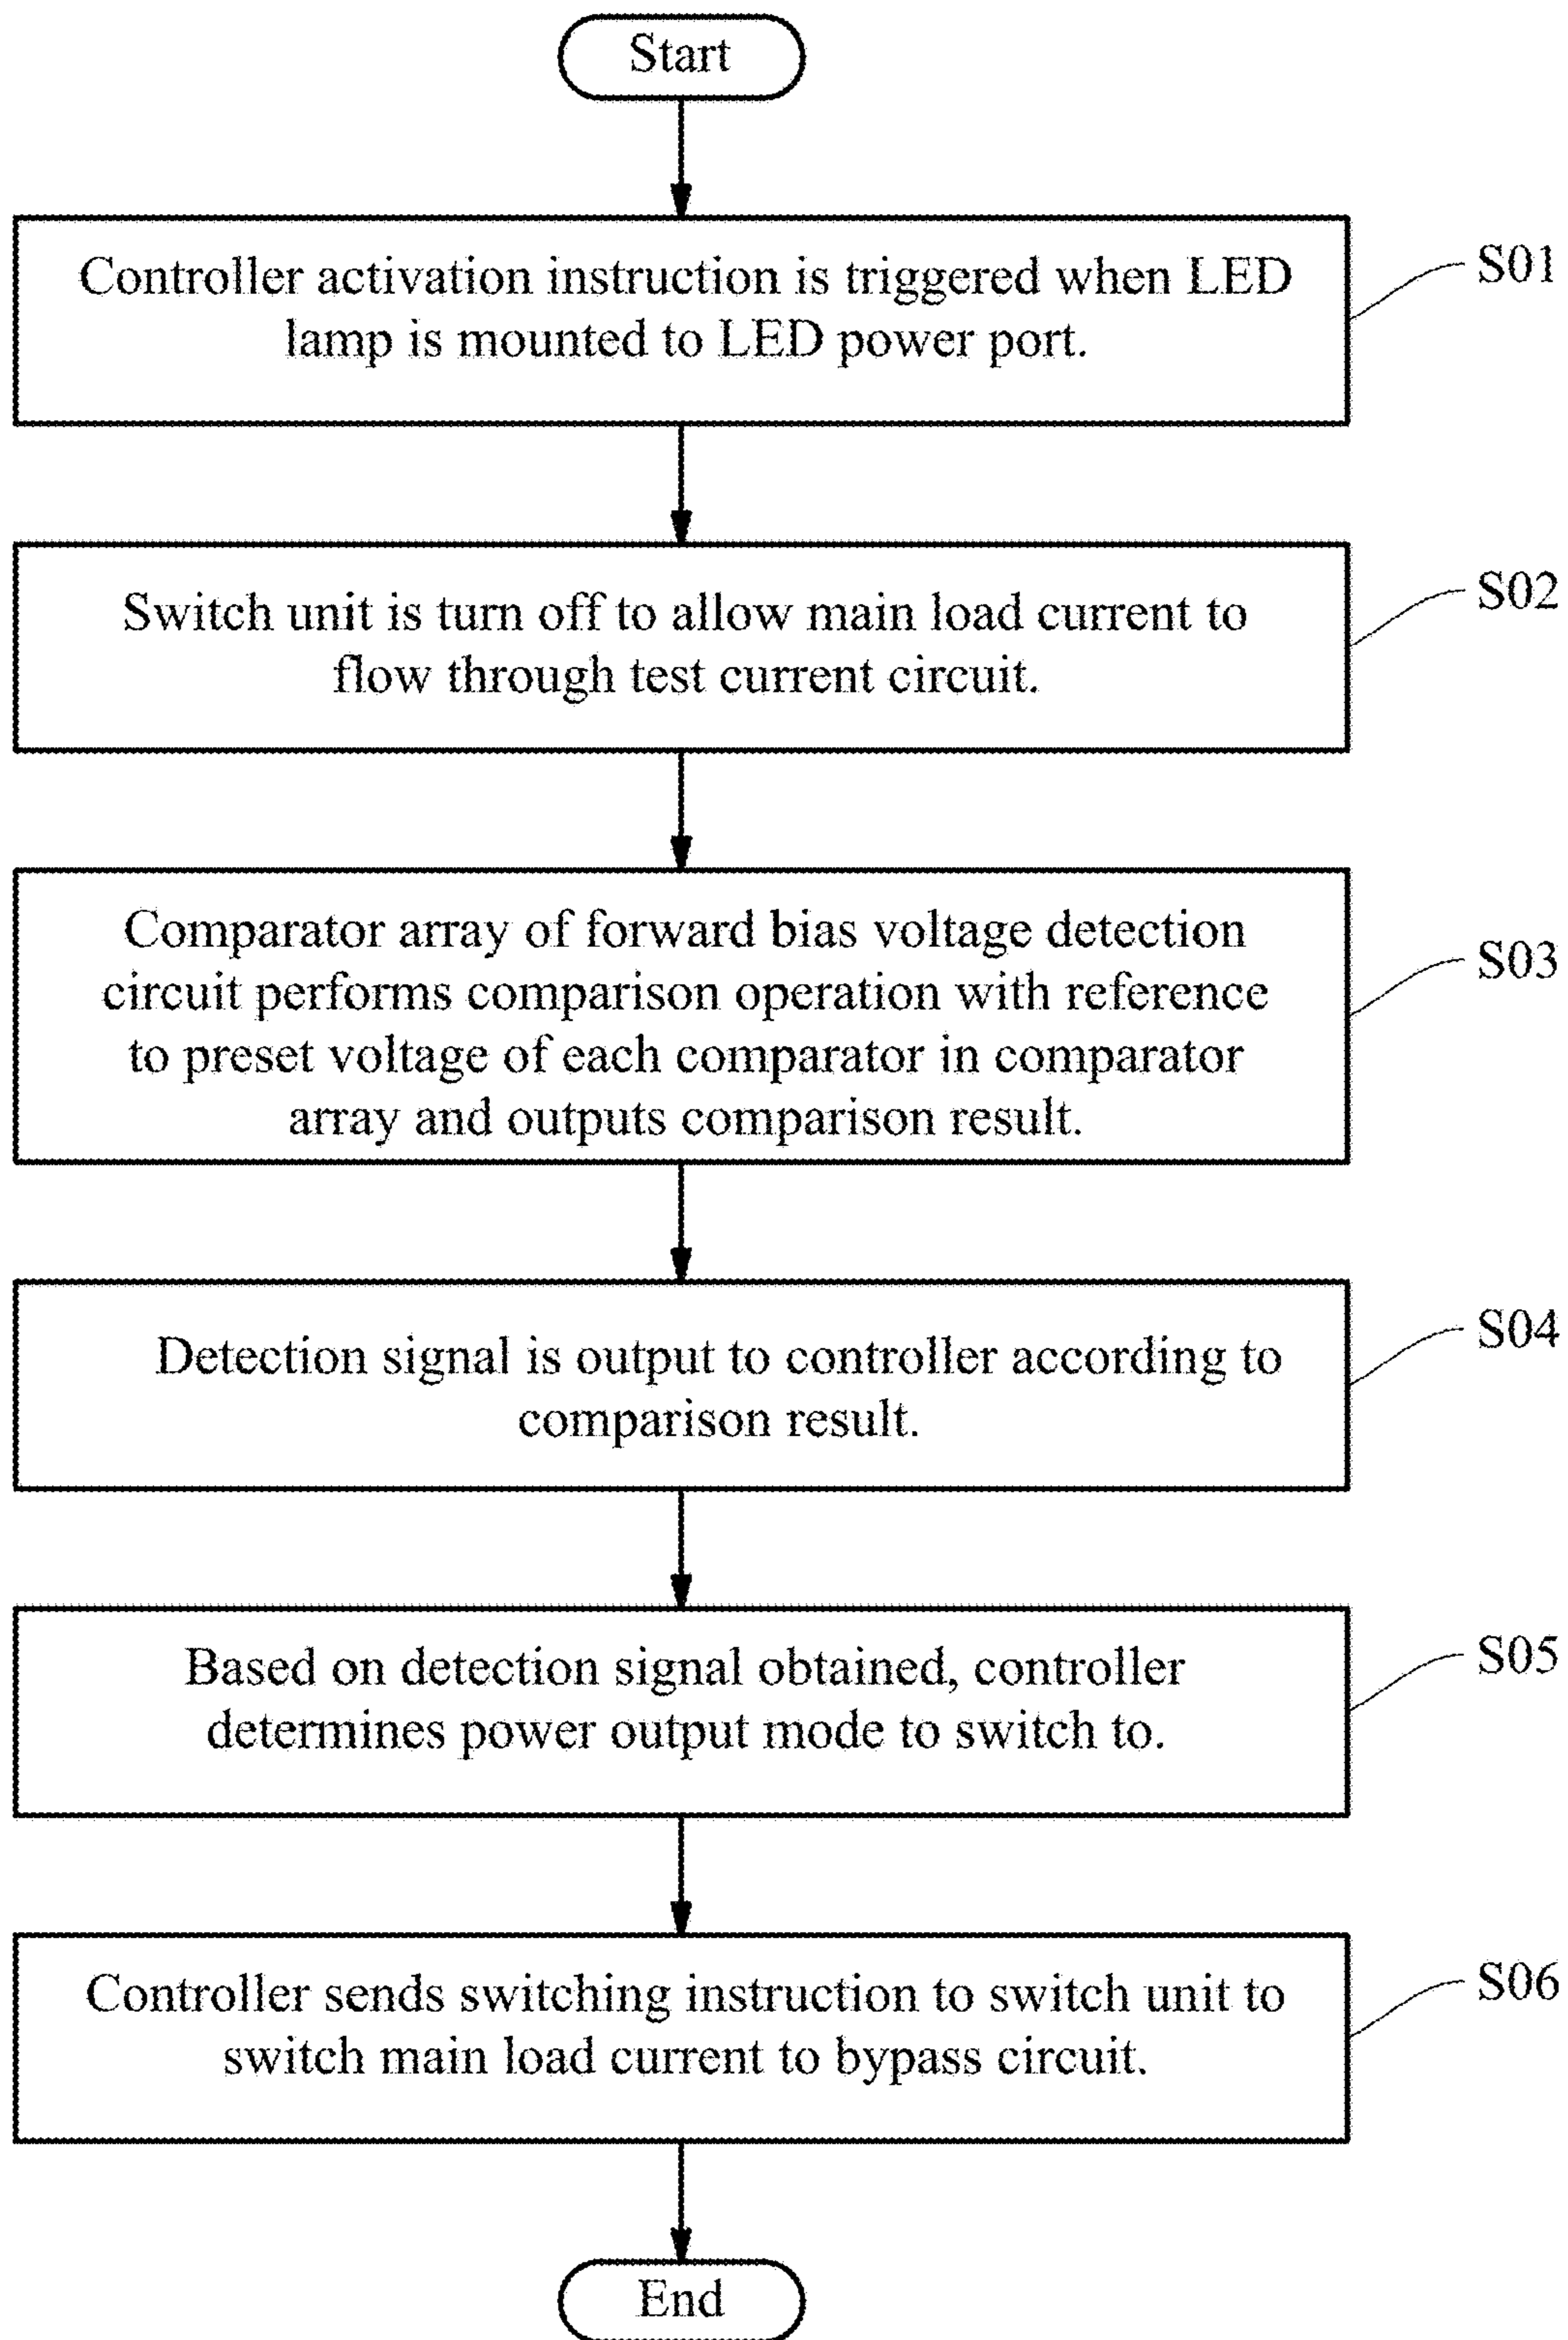 Start
Controller activation instruction is triggered when LED
lamp is mounted to LED power port.
S01
Switch unit is turn off to allow main load current to
flow through test current circuit.
S02
Comparator array of forward bias voltage detection
circuit performs comparison operation with reference
to preset voltage of each comparator in comparator
array and outputs comparison result.
S03
Detection signal is output to controller according to
comparison result.
S04
Based on detection signal obtained, controller
determines power output mode to switch to.
S05
Controller sends switching instruction to switch unit to
switch main load current to bypass circuit.
S06
End